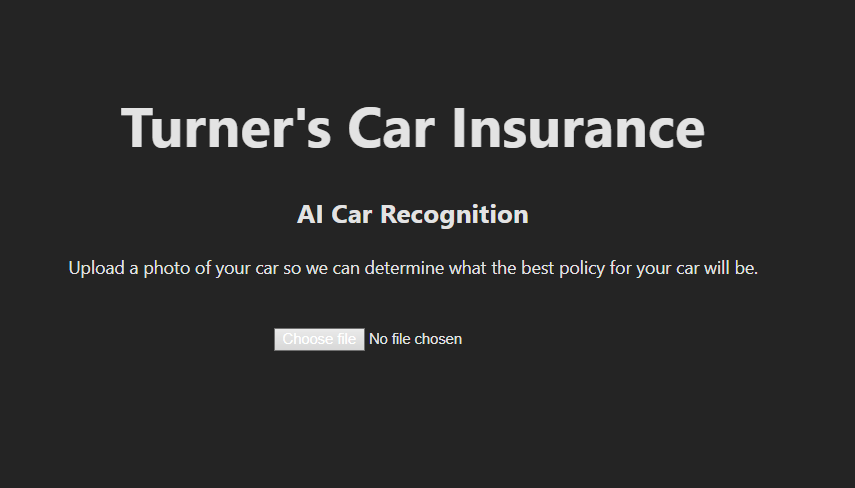 Turner's Car Insurance
AI Car Recognition
Upload a photo of your car so we can determine what the best policy for your car will be.
Choose file No file chosen